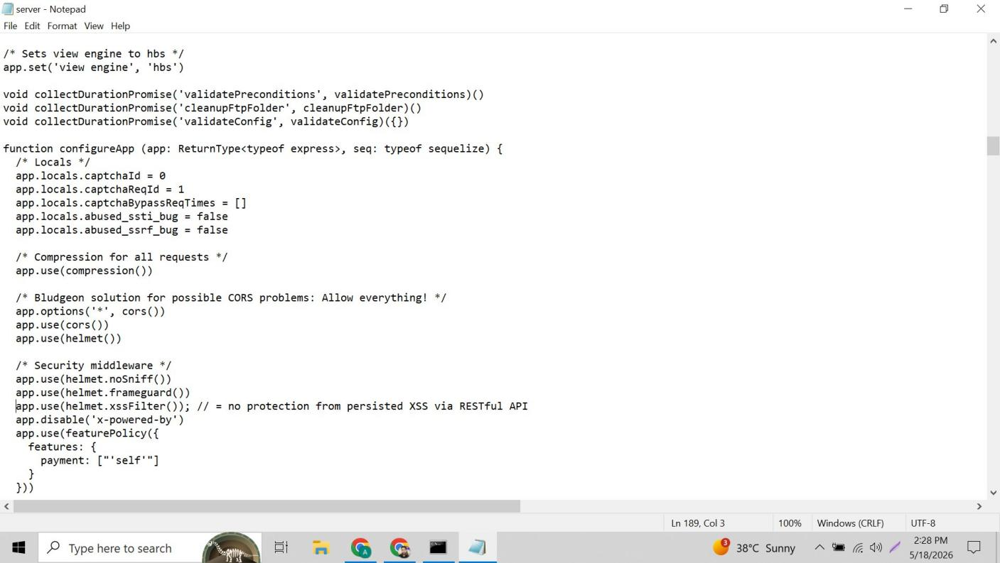 server - Notepad
File Edit Format View Help
/* Sets view engine to hbs */
app.set('view engine', 'hbs')
void collectDurationPromise('validatePreconditions', validatePreconditions)()
void collectDurationPromise('cleanupFtpFolder', cleanupFtpFolder)()
void collectDurationPromise('validateConfig', validateConfig)({})
function configureApp (app: ReturnType<typeof express>, seq: typeof sequelize) {
/* Locals */
app.locals.captchaId = 0
app.locals.captchaReqId = 1
app.locals.captchaBypassReqTimes = []
app.locals.abused_ssti_bug = false
app.locals.abused_ssrf_bug = false
/* Compression for all requests */
app.use(compression())
/* Bludgeon solution for possible CORS problems: Allow everything! */
app.options('*', cors())
app.use(cors())
app.use(helmet())
/* Security middleware */
app.use(helmet.noSniff())
app.use(helmet.frameguard())
app.use(helmet.xssFilter()); // = no protection from persisted XSS via RESTful API
app.disable('x-powered-by')
app.use(featurePolicy({
features: {
payment: ["'self'"]
}
}))
Ln 189, Col 3 100% Windows (CRLF) UTF-8
Type here to search
A
3
38°C Sunny
2:28 PM
5/18/2026